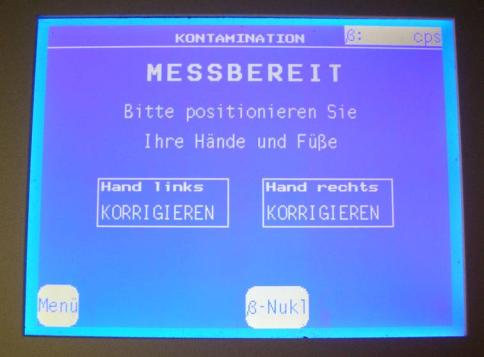 KONTAMINATION ß: cps
MESSBEREIT
Bitte positionieren Sie
Ihre Hände und Füße
Hand links Hand rechts
KORRIGIEREN KORRIGIEREN
Menü ß-Nukl